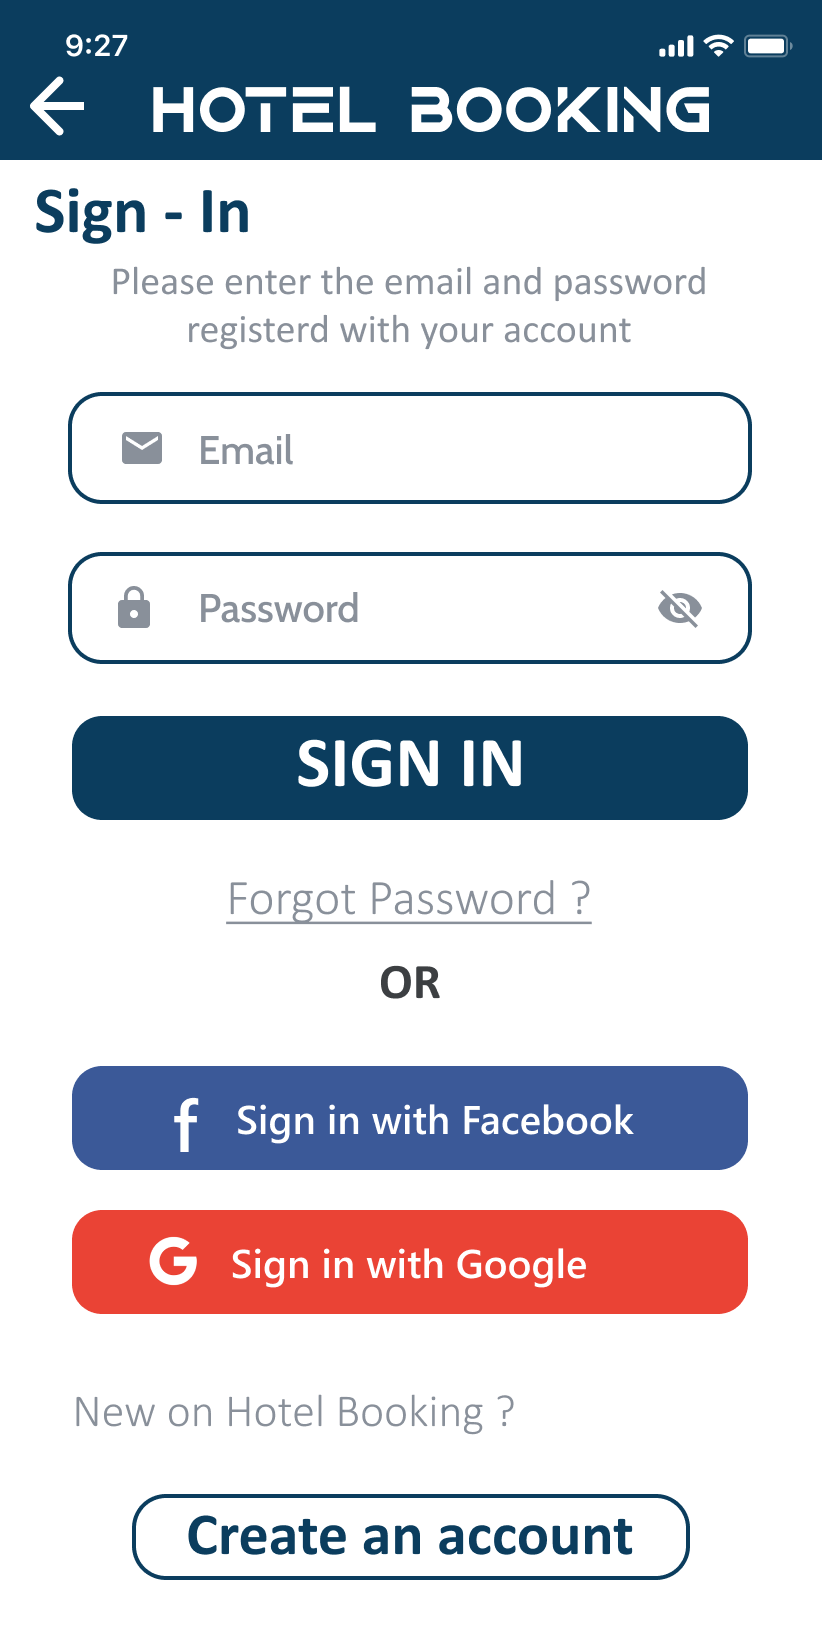 9:27
HOTEL BOOKING
Sign - In
Please enter the email and password
registerd with your account
Email
Password
SIGN IN
Forgot Password ?
OR
f Sign in with Facebook
G Sign in with Google
New on Hotel Booking ?
Create an account